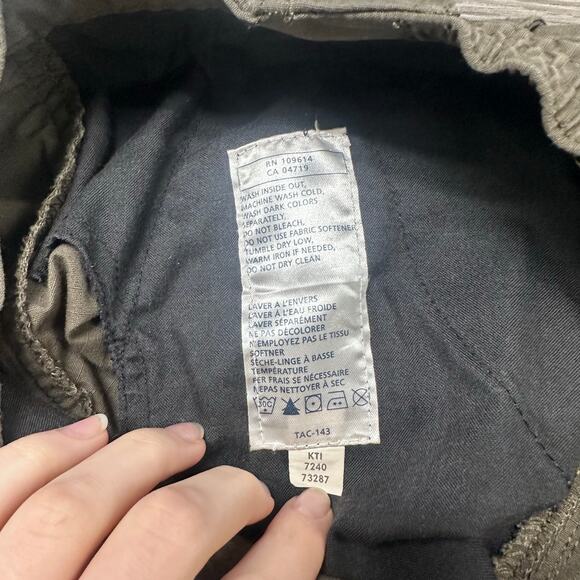 RN 109614
CA 04719
WASH INSIDE OUT,
MACHINE WASH COLD,
WASH DARK COLORS
SEPARATELY,
DO NOT BLEACH.
DO NOT USE FABRIC SOFTENER
TUMBLE DRY LOW,
WARM IRON IF NEEDED,
DO NOT DRY CLEAN
LAVER A L'ENVERS
LAVER A L'EAU FROIDE
LAVER SÉPARÉMENT
NE PAS DÉCOLORER
N'EMPLOYEZ PAS LE TISSU
SOFTNER
SÈCHE-LINGE À BASSE
TEMPÉRATURE
FER FRAIS SE NÉCESSAIRE
NEPAS NETTOYER À SEC
30C
TAC-143
KTI
7240
73287